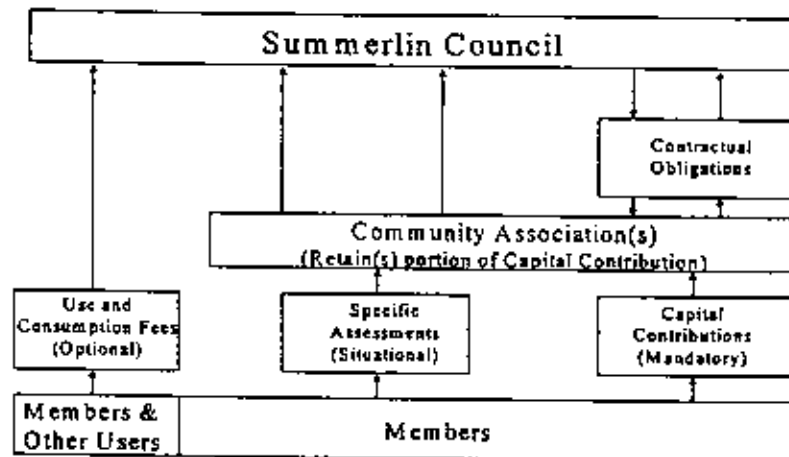 Summerlin Council
Contractual
Obligations
Community Association(s)
(Retain(s) portion of Capital Contribution)
Use and
Consumption Fees
(Optional)
Specific
Assessments
(Situational)
Capital
Contributions
(Mandatory)
Members &
Other Users
Members